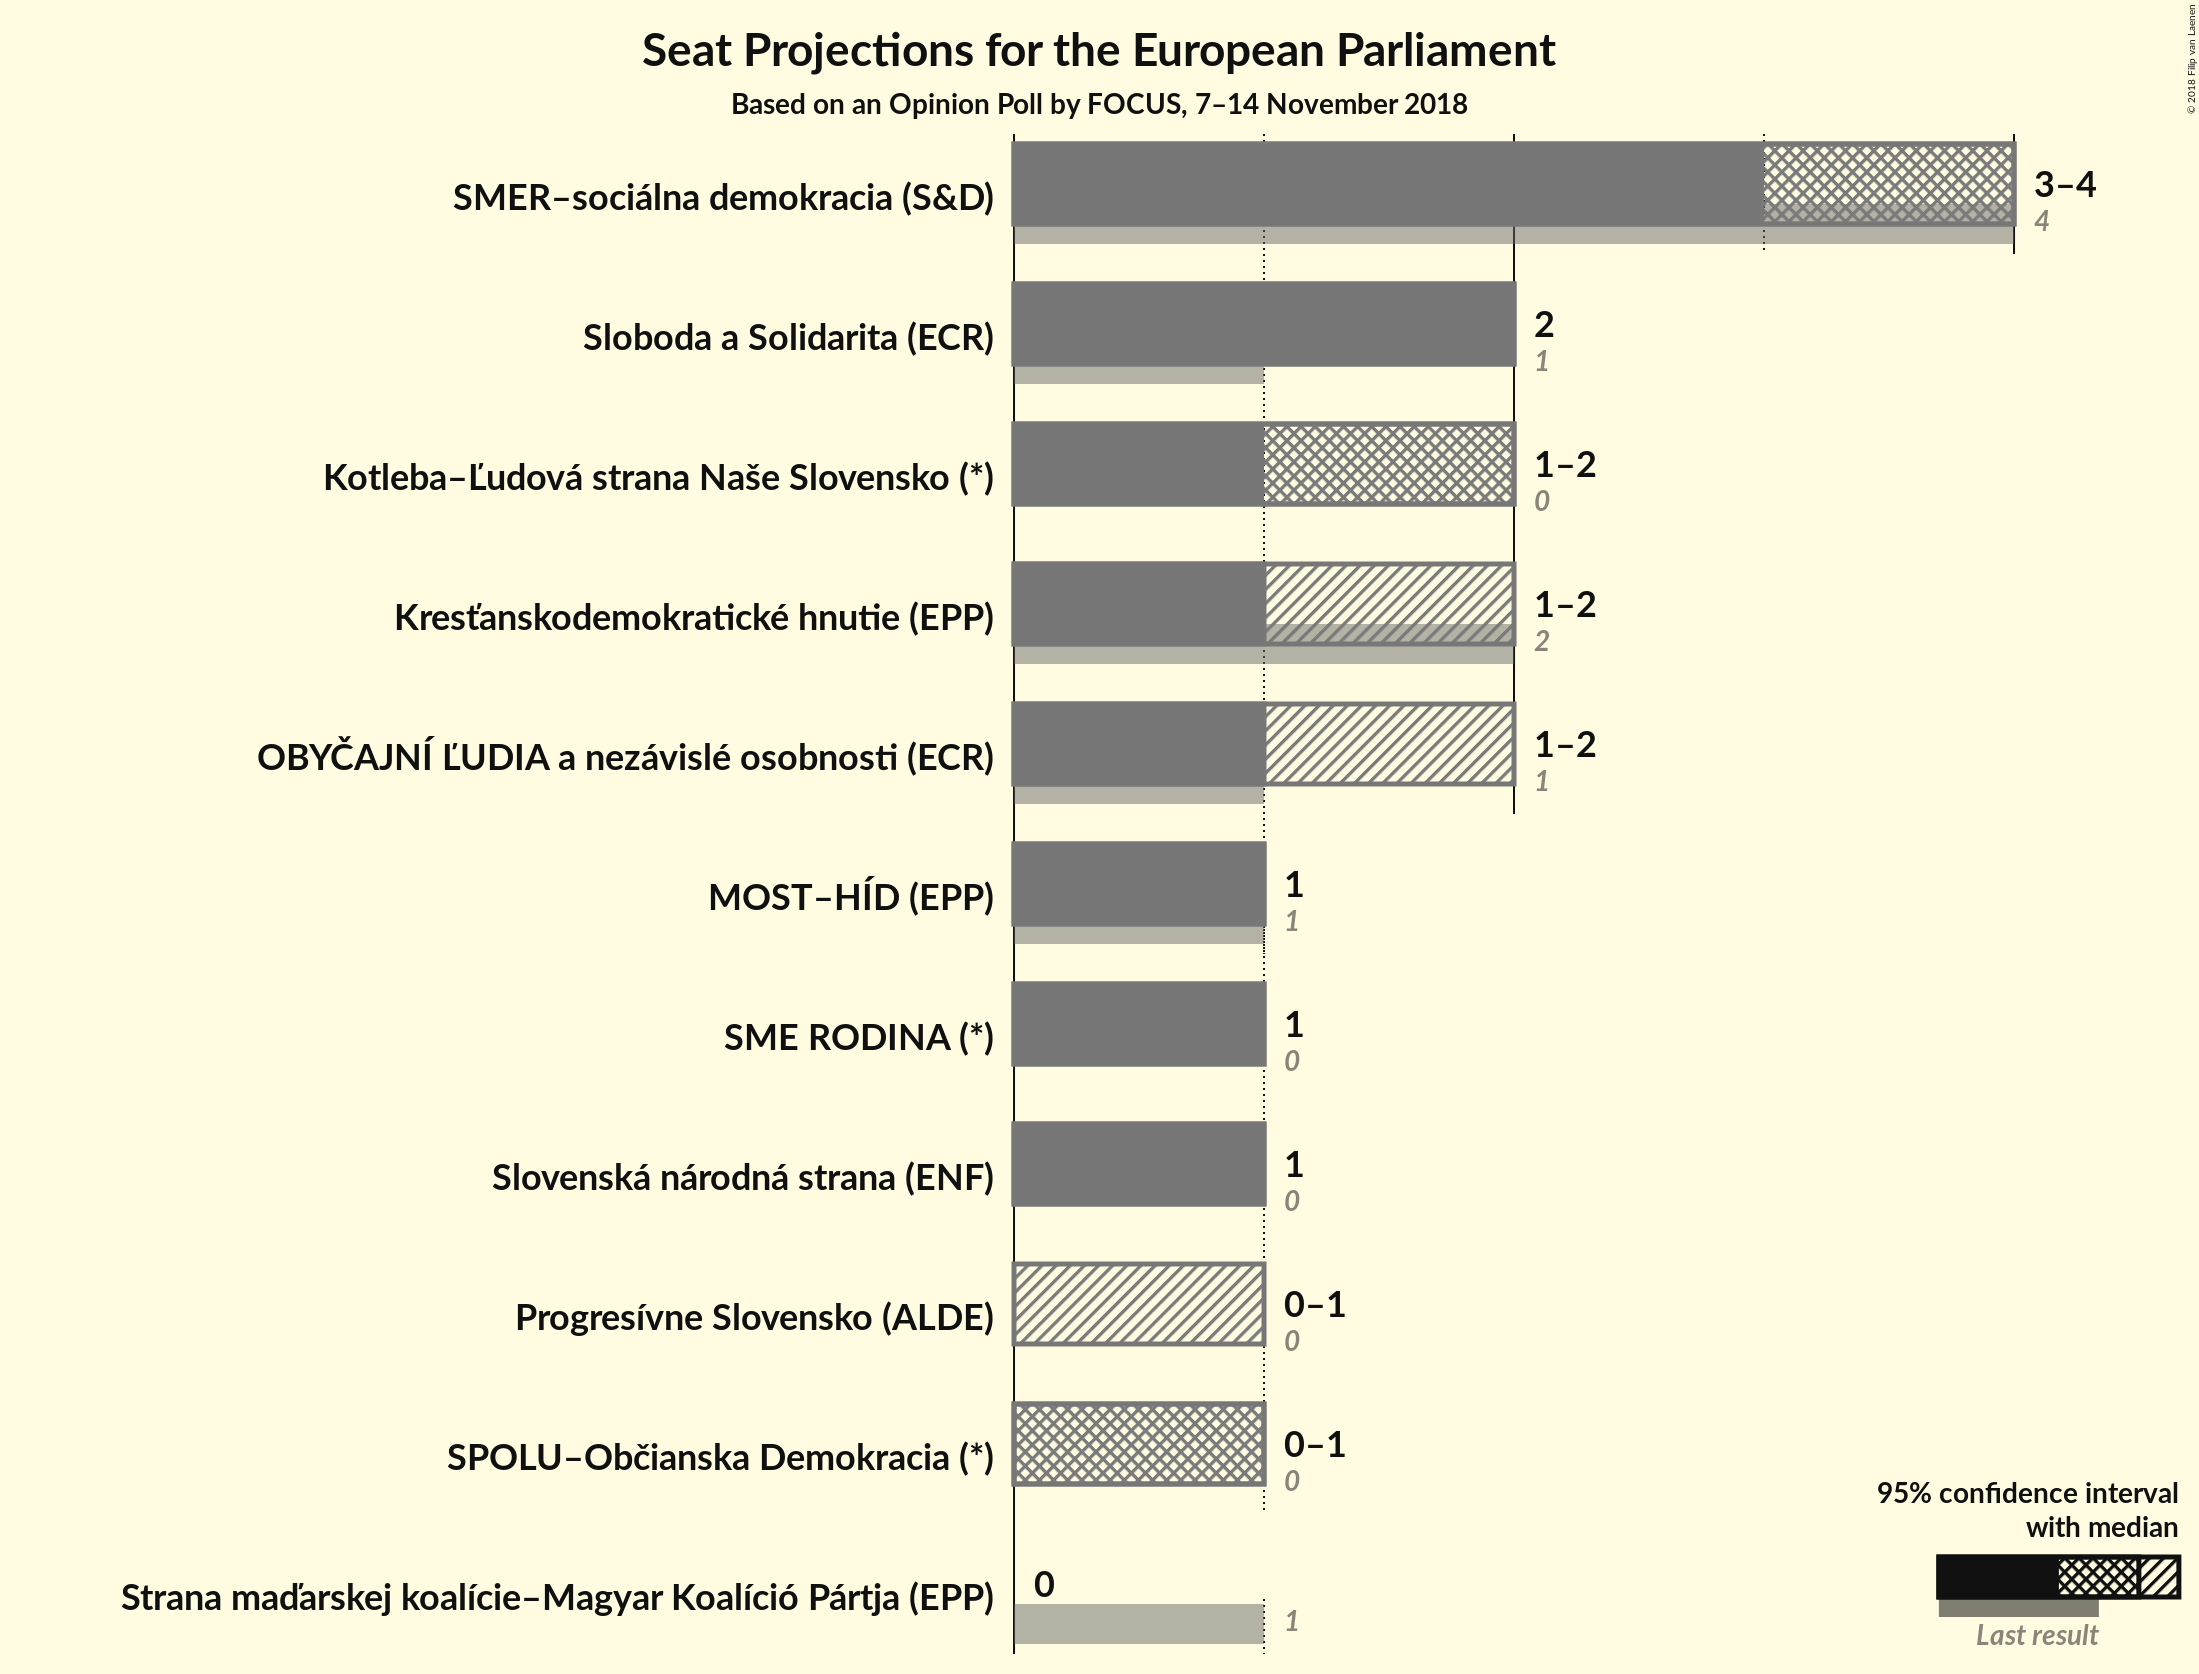 Seat Projections for the European Parliament
Based on an Opinion Poll by FOCUS, 7–14 November 2018
© 2018 Filip van Laenen
SMER–sociálna demokracia (S&D)
3–4
4
Sloboda a Solidarita (ECR)
2
1
Kotleba–Ľudová strana Naše Slovensko (*)
1–2
0
Kresťanskodemokratické hnutie (EPP)
1–2
2
OBYČAJNÍ ĽUDIA a nezávislé osobnosti (ECR)
1–2
1
MOST–HÍD (EPP)
1
1
SME RODINA (*)
1
0
Slovenská národná strana (ENF)
1
0
Progresívne Slovensko (ALDE)
0–1
0
SPOLU–Občianska Demokracia (*)
0–1
0
Strana maďarskej koalície–Magyar Koalíció Pártja (EPP)
0
1
95% confidence interval
with median
Last result